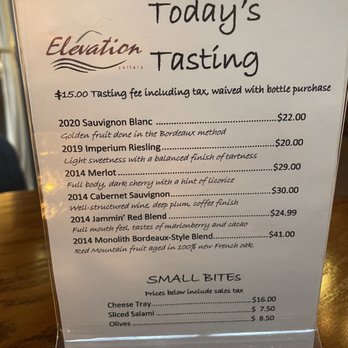 Today's
Elevation
cellars
Tasting
$15.00 Tasting fee including tax, waived with bottle purchase
2020 Sauvignon Blanc ................................$22.00
Golden fruit done in the Bordeaux method
2019 Imperium Riesling................................$20.00
Light sweetness with a balanced finish of tartness
2014 Merlot................................$29.00
Full body, dark cherry with a hint of licorice
2014 Cabernet Sauvignon................................$30.00
Well-structured wine, deep plum, coffee finish
2014 Jammin' Red Blend................................$24.99
Full mouth feel, tastes of marionberry and cacao
2014 Monolith Bordeaux-Style Blend................................$41.00
Red Mountain fruit aged in 100% new French oak
SMALL BITES
Prices below include sales tax
Cheese Tray................................$16.00
Sliced Salami................................$ 7.50
Olives................................$ 8.50